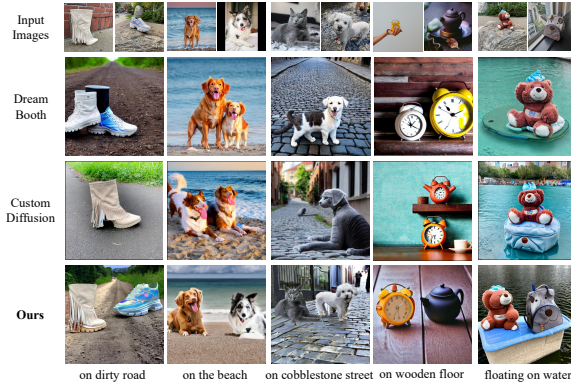 Input
Images
Dream
Booth
Custom
Diffusion
Ours
on dirty road
on the beach
on cobblestone street
on wooden floor
floating on water